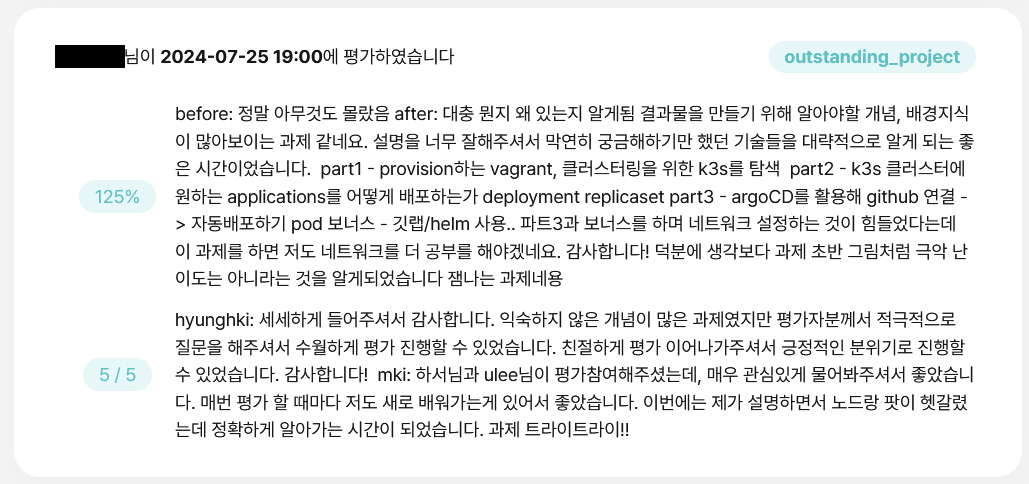 님이 2024-07-25 19:00에 평가하였습니다
outstanding_project
125%
before: 정말 아무것도 몰랐음 after: 대충 뭔지 왜 있는지 알게됨 결과물을 만들기 위해 알아야할 개념, 배경지식
이 많아보이는 과제 같네요. 설명을 너무 잘해주셔서 막연히 궁금해하기만 했던 기술들을 대략적으로 알게 되는 좋
은 시간이었습니다.  part1 - provision하는 vagrant, 클러스터링을 위한 k3s를 탐색  part2 - k3s 클러스터에
원하는 applications를 어떻게 배포하는가 deployment replicaset part3 - argoCD를 활용해 github 연결 -
> 자동배포하기 pod 보너스 - 깃랩/helm 사용.. 파트3과 보너스를 하며 네트워크 설정하는 것이 힘들었다는데
이 과제를 하면 저도 네트워크를 더 공부를 해야겠네요. 감사합니다! 덕분에 생각보다 과제 초반 그림처럼 극악 난
이도는 아니라는 것을 알게되었습니다 잼나는 과제네용
5 / 5
hyunghki: 세세하게 들어주셔서 감사합니다. 익숙하지 않은 개념이 많은 과제였지만 평가자분께서 적극적으로
질문을 해주셔서 수월하게 평가 진행할 수 있었습니다. 친절하게 평가 이어나가주셔서 긍정적인 분위기로 진행할
수 있었습니다. 감사합니다!  mki: 하서님과 ulee님이 평가참여해주셨는데, 매우 관심있게 물어봐주셔서 좋았습니
다. 매번 평가 할 때마다 저도 새로 배워가는게 있어서 좋았습니다. 이번에는 제가 설명하면서 노드랑 팟이 헷갈렸
는데 정확하게 알아가는 시간이 되었습니다. 과제 트라이트라이!!